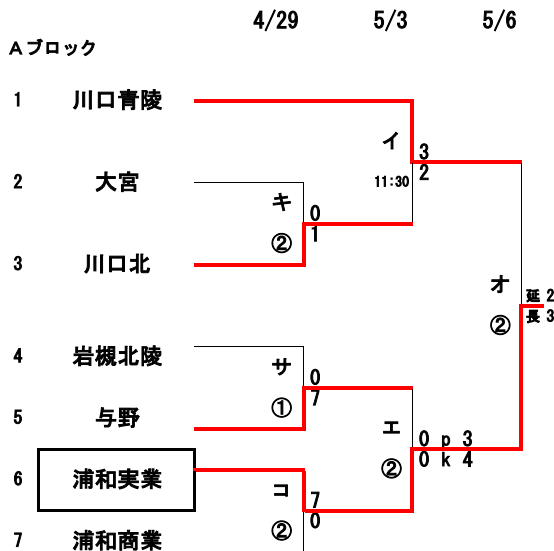 4/29 5/3 5/6
Aブロック
1 川口青陵
イ 3
11:30 2
2 大宮
キ 0
② 1
3 川口北
オ 延 2
② 長 3
4 岩槻北陵
サ 0
① 7
5 与野
エ 0 p 3
② 0 k 4
6 浦和実業
コ 7
② 0
7 浦和商業